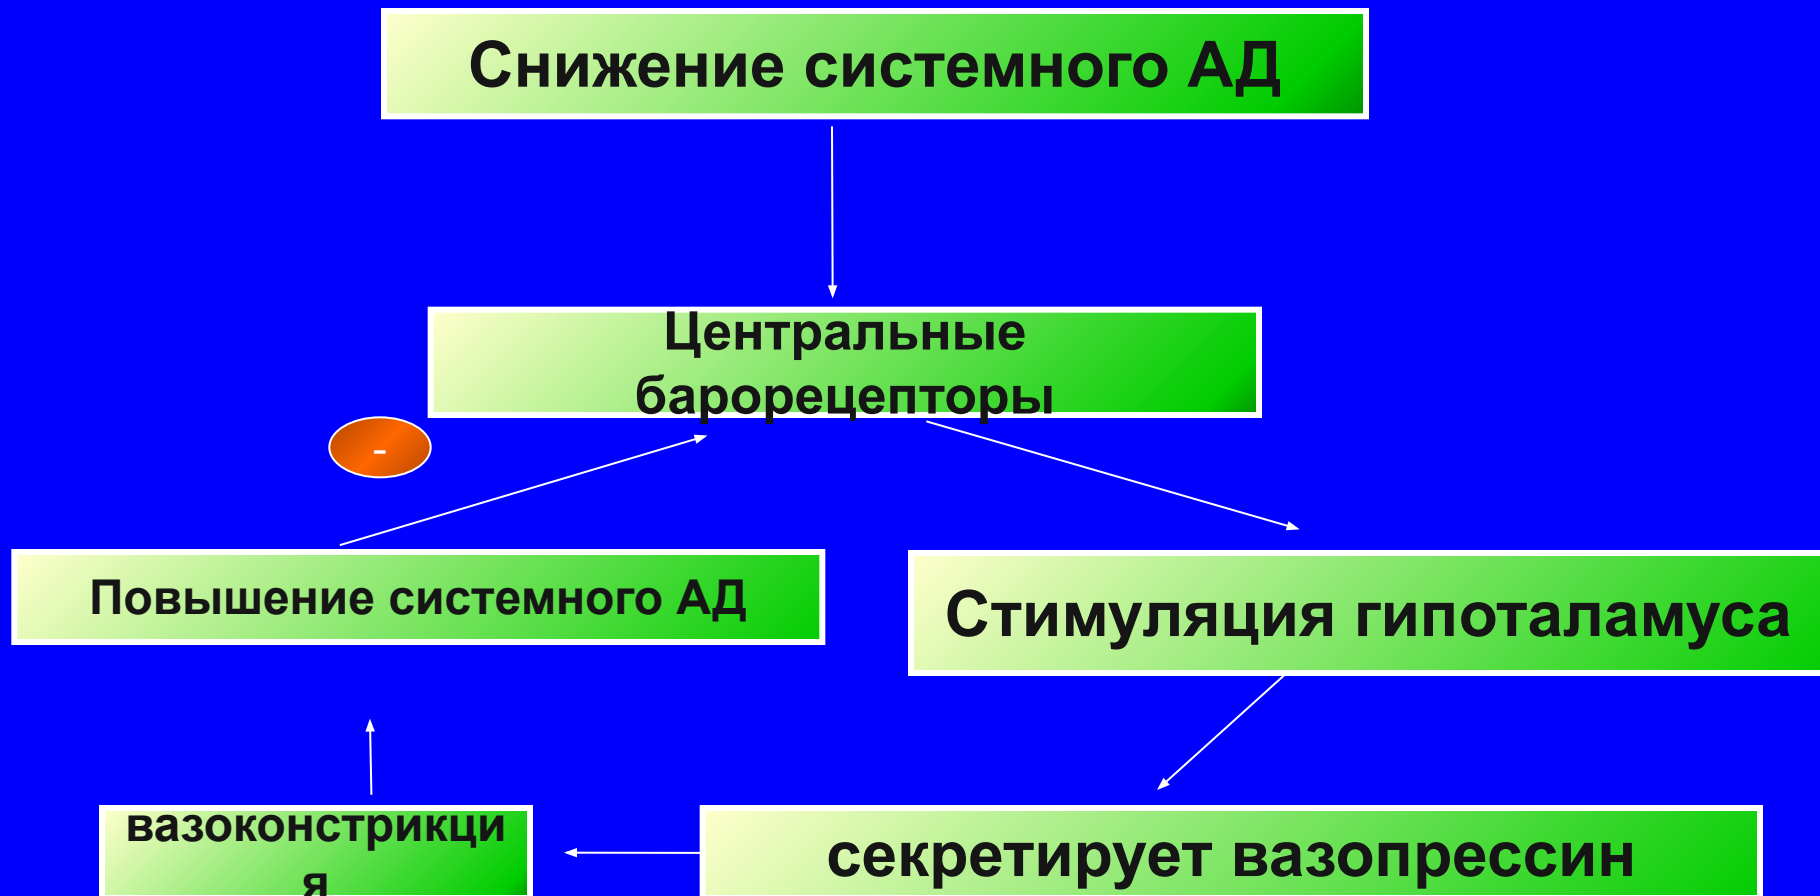 Снижение системного АД
Центральные
барорецепторы
-
Повышение системного АД
Стимуляция гипоталамуса
вазоконстрикци
я
секретирует вазопрессин